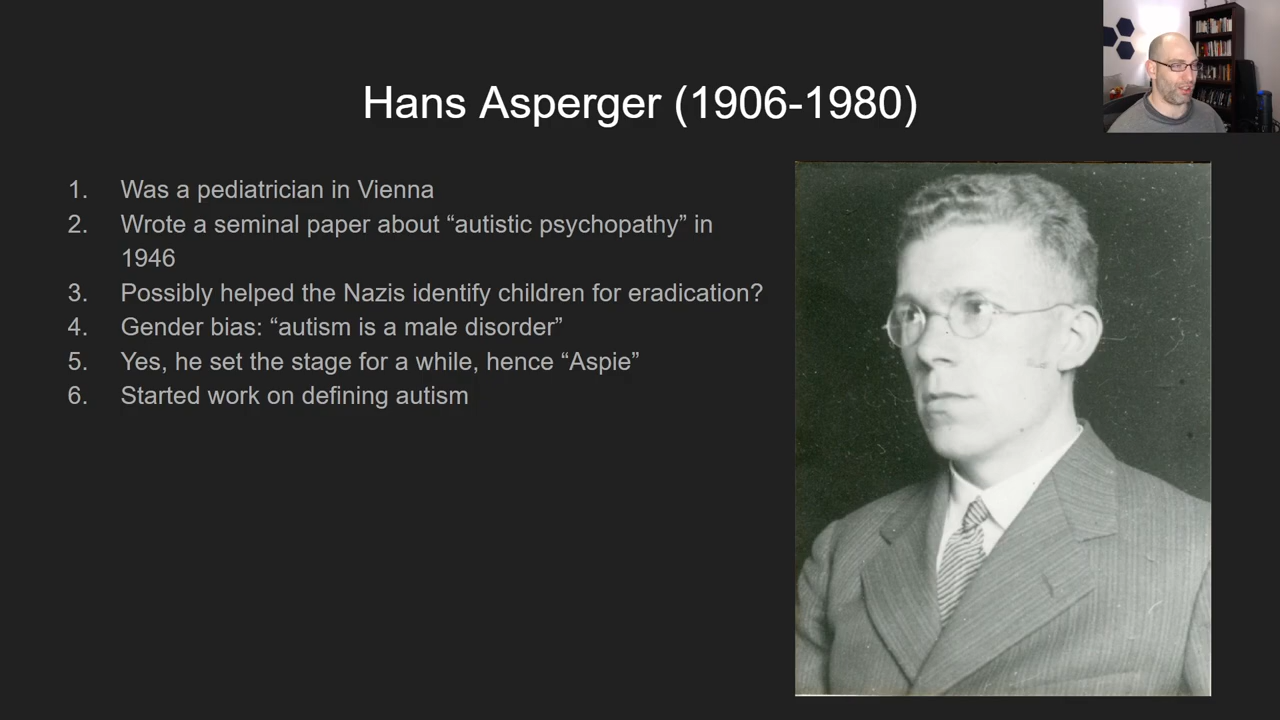 Hans Asperger (1906-1980)
1. Was a pediatrician in Vienna
2. Wrote a seminal paper about “autistic psychopathy” in
1946
3. Possibly helped the Nazis identify children for eradication?
4. Gender bias: “autism is a male disorder”
5. Yes, he set the stage for a while, hence “Aspie”
6. Started work on defining autism